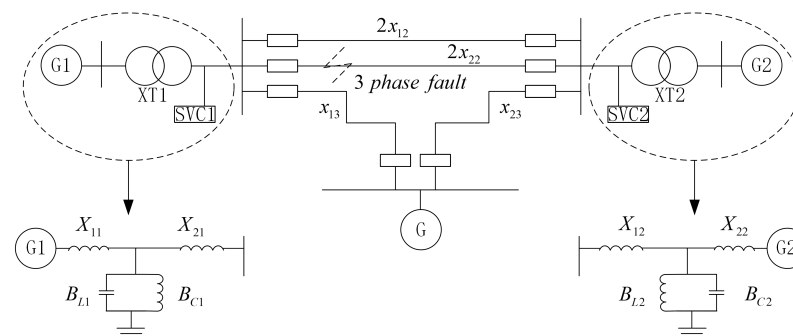 2x12
G1
XT1
SVC1
2x22
3 phase fault
G2
XT2
SVC2
x13
x23
G
X11
X21
G1
BL1
BC1
X12
X22
G2
BL2
BC2